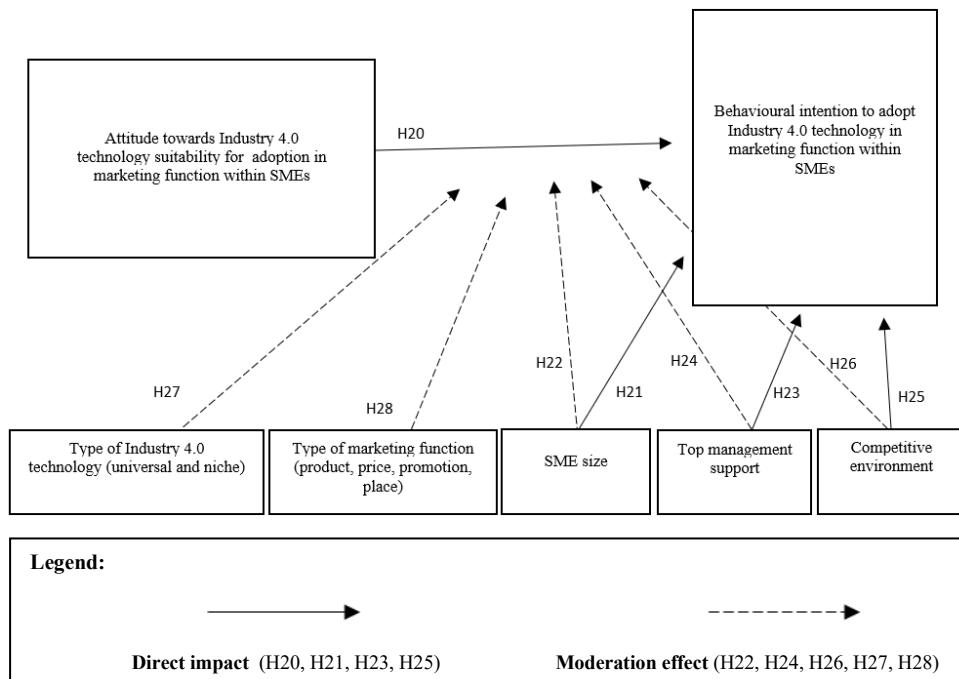 Attitude towards Industry 4.0
technology suitability for adoption in
marketing function within SMEs
H20
Behavioural intention to adopt
Industry 4.0 technology in
marketing function within
SMEs
H27
H28
H22
H21
H24
H23
H26
H25
Type of Industry 4.0
technology (universal and niche)
Type of marketing function
(product, price, promotion,
place)
SME size
Top management
support
Competitive
environment
Legend:
Direct impact (H20, H21, H23, H25)
Moderation effect (H22, H24, H26, H27, H28)